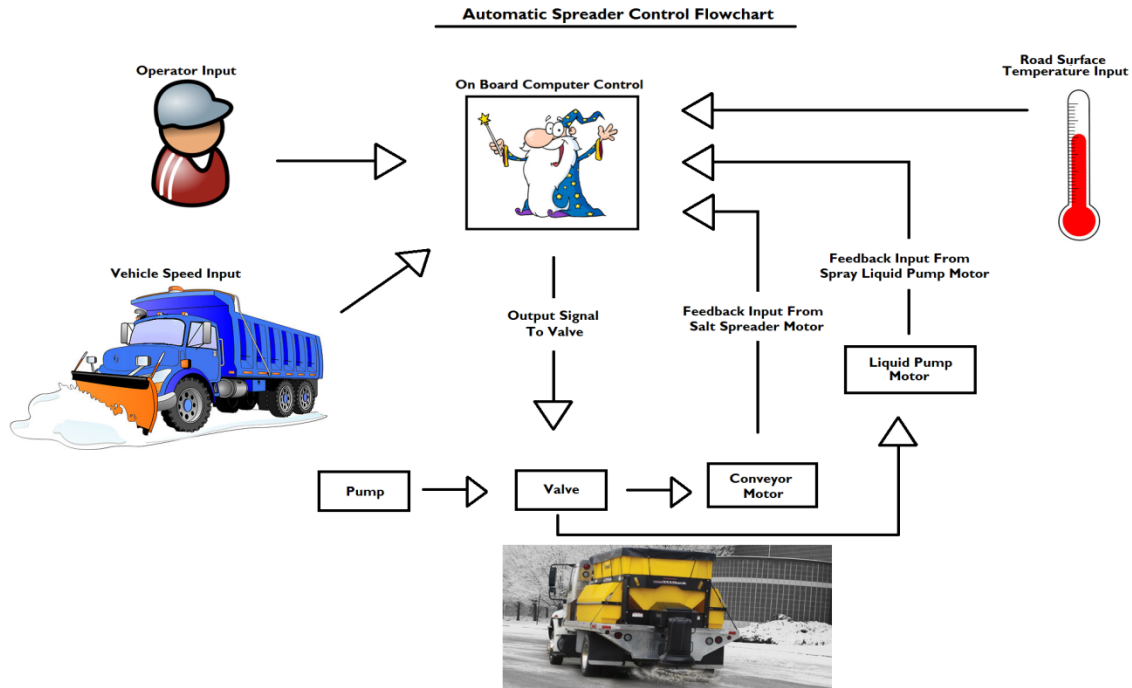 Automatic Spreader Control Flowchart
Operator Input
On Board Computer Control
Road Surface
Temperature Input
Vehicle Speed Input
Output Signal
To Valve
Feedback Input From
Salt Spreader Motor
Feedback Input From
Spray Liquid Pump Motor
Liquid Pump
Motor
Pump
Valve
Conveyor
Motor